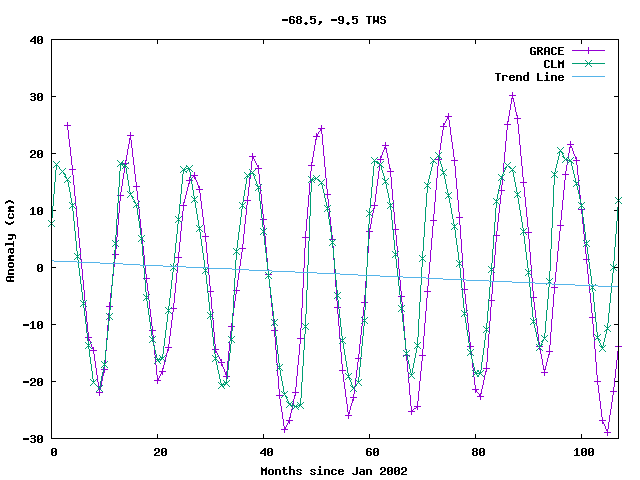 -68.5, -9.5 TWS
GRACE
CLM
Trend Line
Anomaly (cm)
40
30
20
10
0
-10
-20
-30
0 20 40 60 80 100
Months since Jan 2002